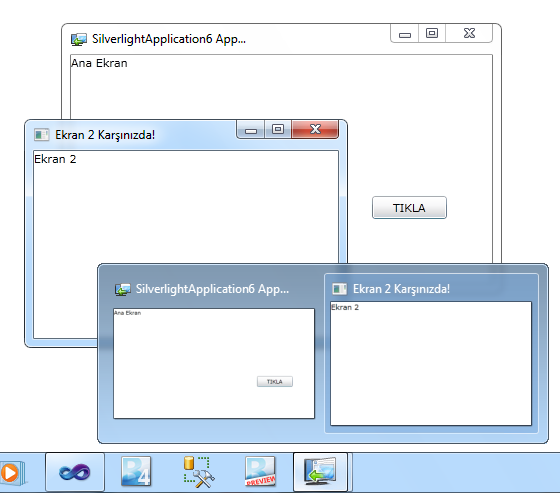 SilverlightApplication6 App...
Ana Ekran
Ekran 2 Karşınızda!
Ekran 2
TIKLA
SilverlightApplication6 App...
Ekran 2 Karşınızda!
Ana Ekran
TIKLA
Ekran 2
4
PREVIEW